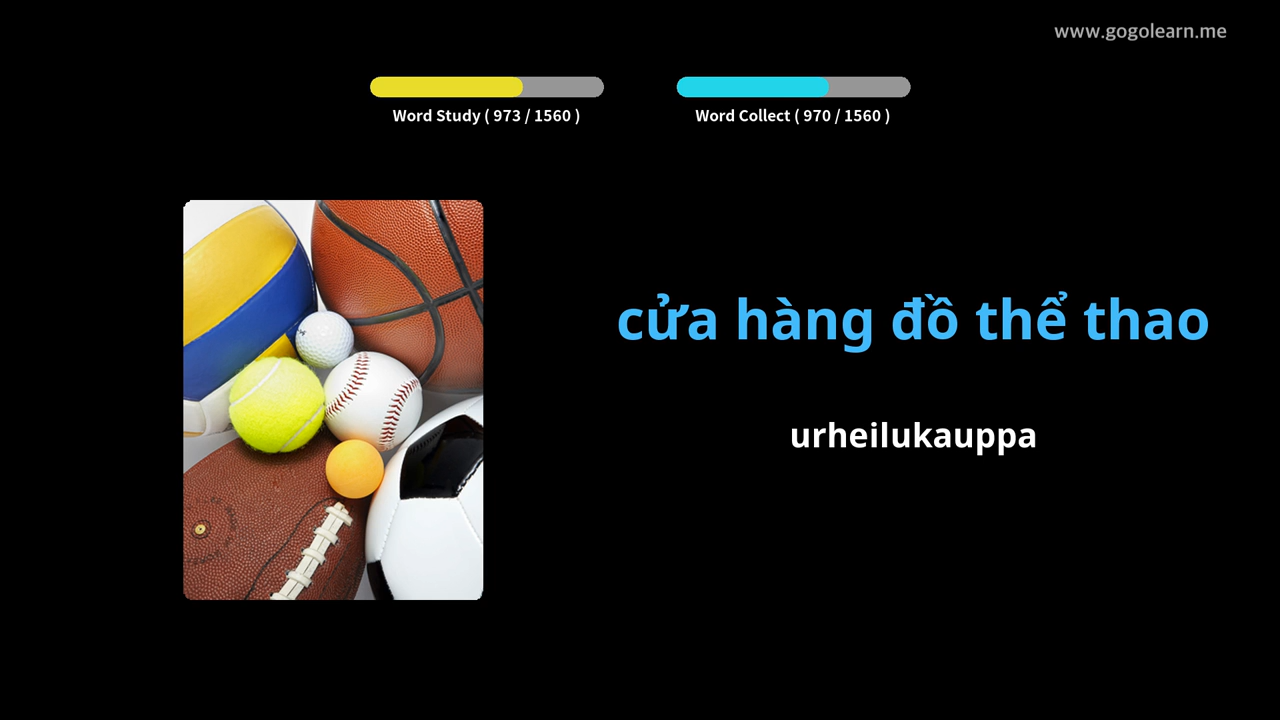 www.gogolearn.me
Word Study ( 973 / 1560 )
Word Collect ( 970 / 1560 )
cửa hàng đồ thể thao
urheilukauppa